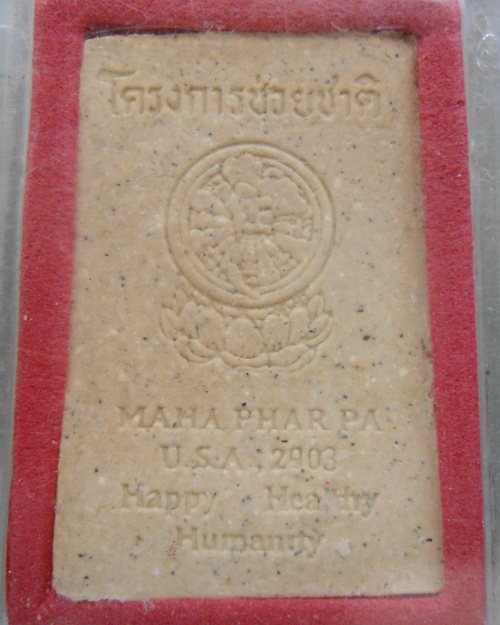 โครงการช่วยชาติ
MAHA PHAR PA
U.S.A., 2903
Happy Healthy
Humanity